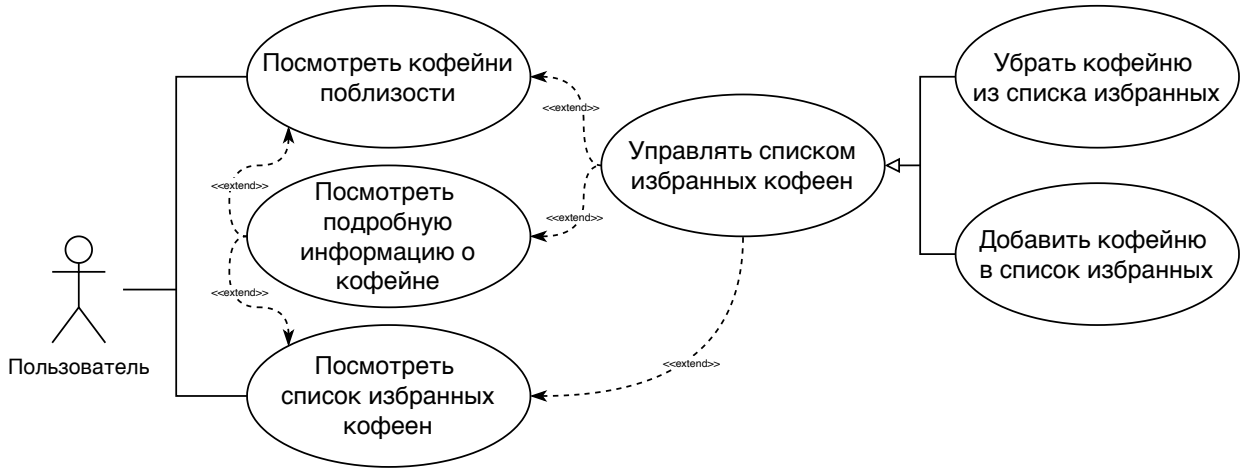 Посмотреть кофейни
поблизости
<<extend>>
<<extend>>
Посмотреть
подробную
информацию о
кофейне
<<extend>>
Посмотреть
список избранных
кофеен
Пользователь
<<extend>>
<<extend>>
Управлять списком
избранных кофеен
Убрать кофейню
из списка избранных
Добавить кофейню
в список избранных